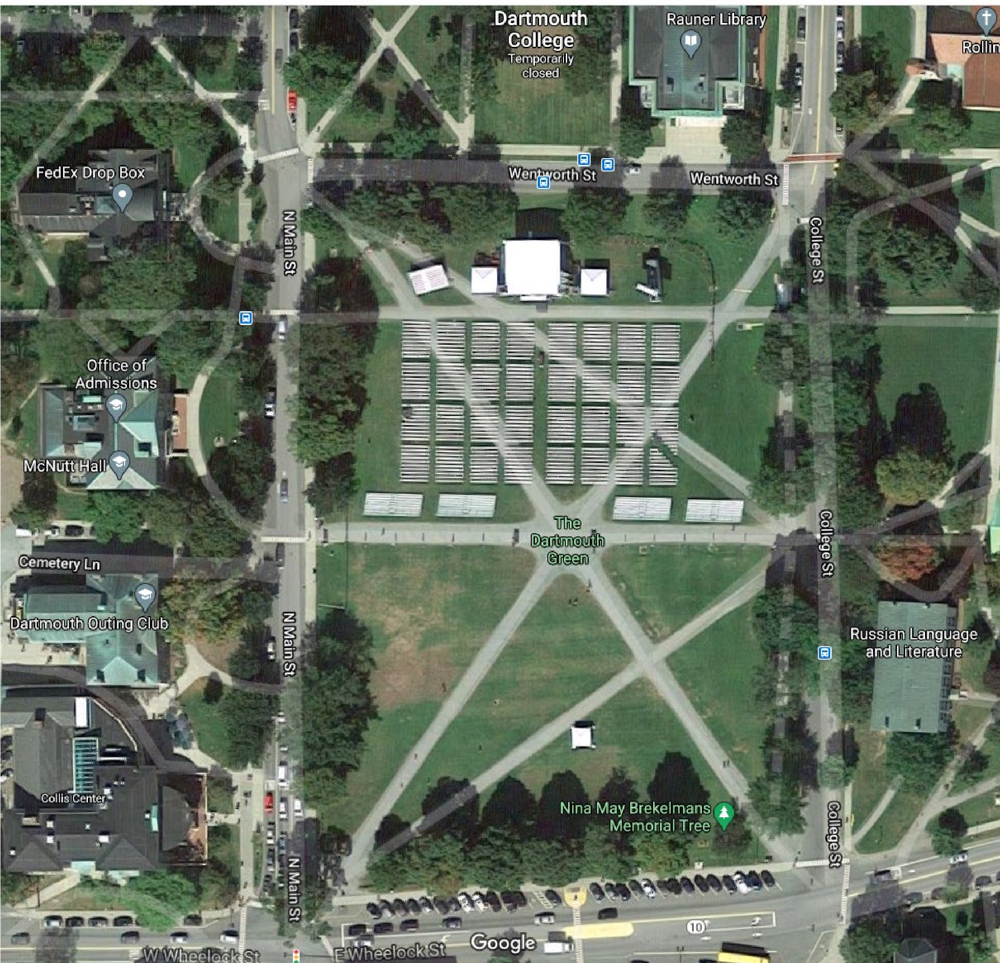 Dartmouth
College
Temporarily
closed
Rauner Library
Rollin
FedEx Drop Box
Wentworth St
Wentworth St
N Main St
College St
Office of
Admissions
McNutt Hall
The
Dartmouth
Green
College St
Cemetery Ln
Dartmouth Outing Club
N Main St
Russian Language
and Literature
Collis Center
Nina May Brekelmans
Memorial Tree
College St
N Main St
10
Google
W Wheelock St
E Wheelock St